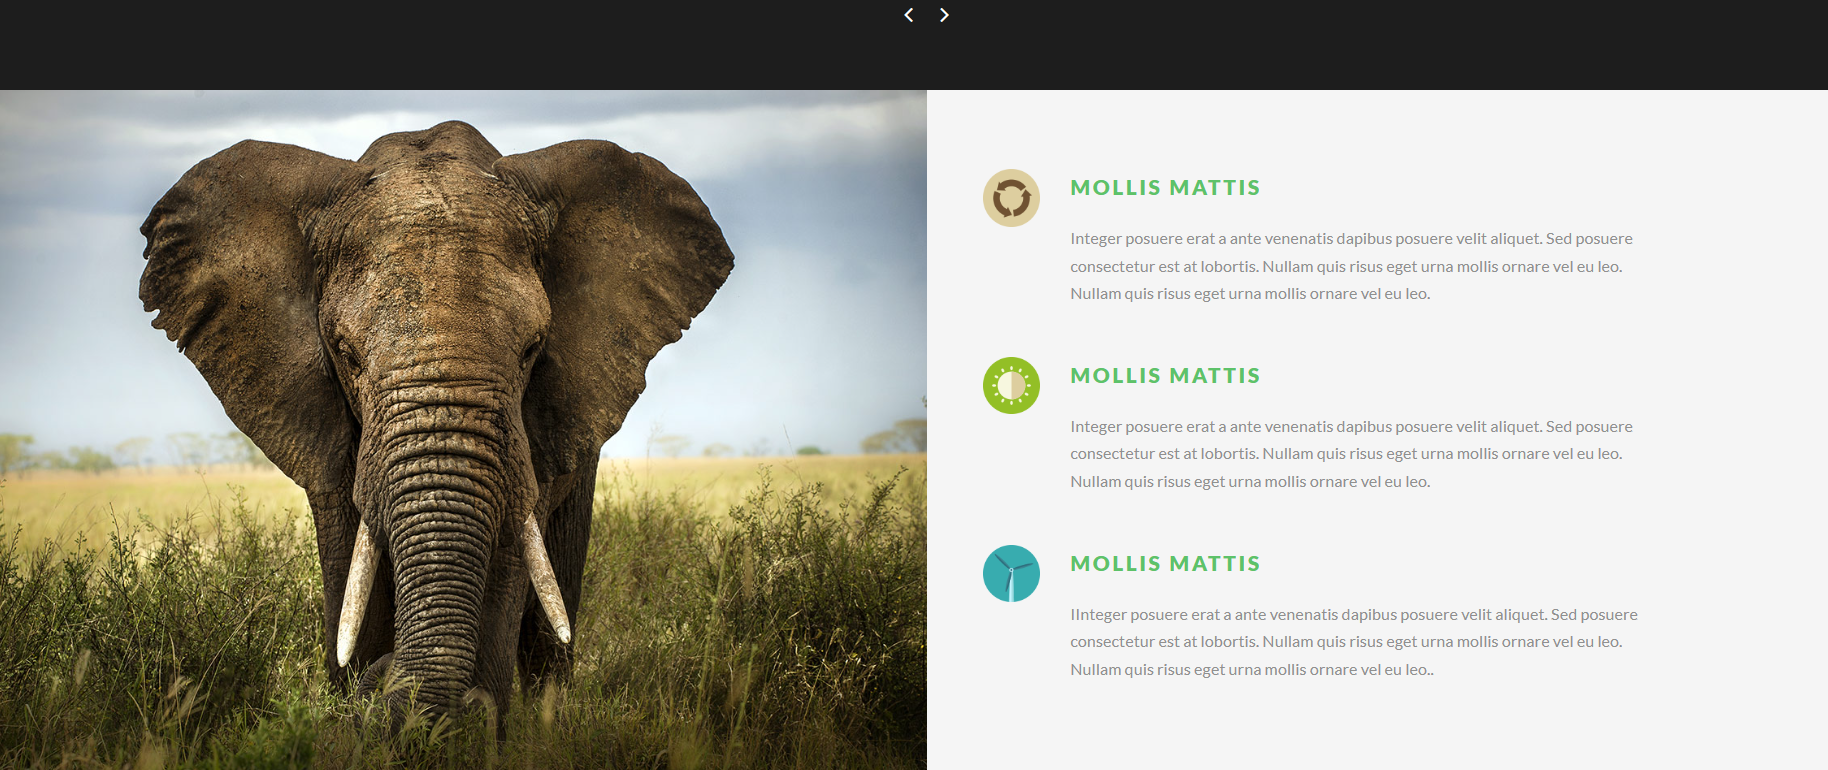 MOLLIS MATTIS
Integer posuere erat a ante venenatis dapibus posuere velit aliquet. Sed posuere
consectetur est at lobortis. Nullam quis risus eget urna mollis ornare vel eu leo.
Nullam quis risus eget urna mollis ornare vel eu leo.
MOLLIS MATTIS
Integer posuere erat a ante venenatis dapibus posuere velit aliquet. Sed posuere
consectetur est at lobortis. Nullam quis risus eget urna mollis ornare vel eu leo.
Nullam quis risus eget urna mollis ornare vel eu leo.
MOLLIS MATTIS
IInteger posuere erat a ante venenatis dapibus posuere velit aliquet. Sed posuere
consectetur est at lobortis. Nullam quis risus eget urna mollis ornare vel eu leo.
Nullam quis risus eget urna mollis ornare vel eu leo..